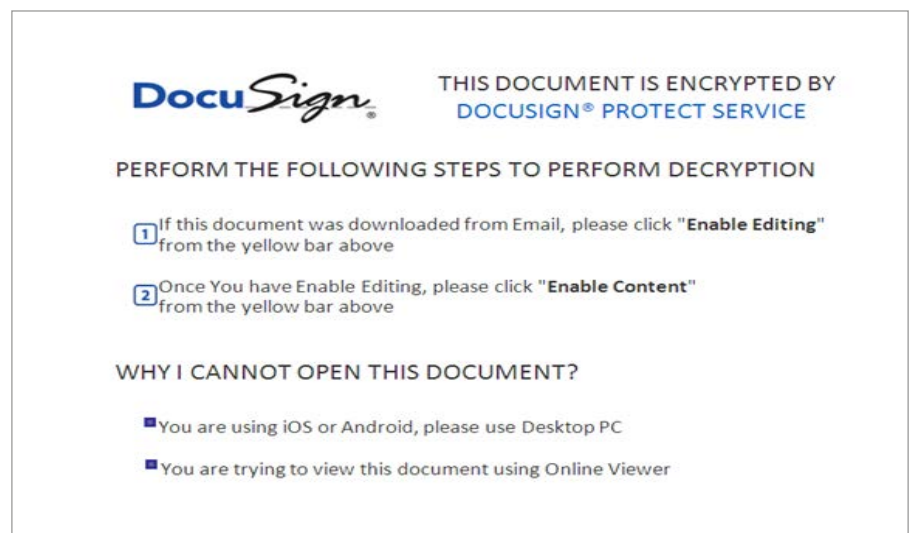 DocuSign®
THIS DOCUMENT IS ENCRYPTED BY
DOCUSIGN® PROTECT SERVICE
PERFORM THE FOLLOWING STEPS TO PERFORM DECRYPTION
1 If this document was downloaded from Email, please click "Enable Editing"
from the yellow bar above
2 Once You have Enable Editing, please click "Enable Content"
from the yellow bar above
WHY I CANNOT OPEN THIS DOCUMENT?
You are using iOS or Android, please use Desktop PC
You are trying to view this document using Online Viewer